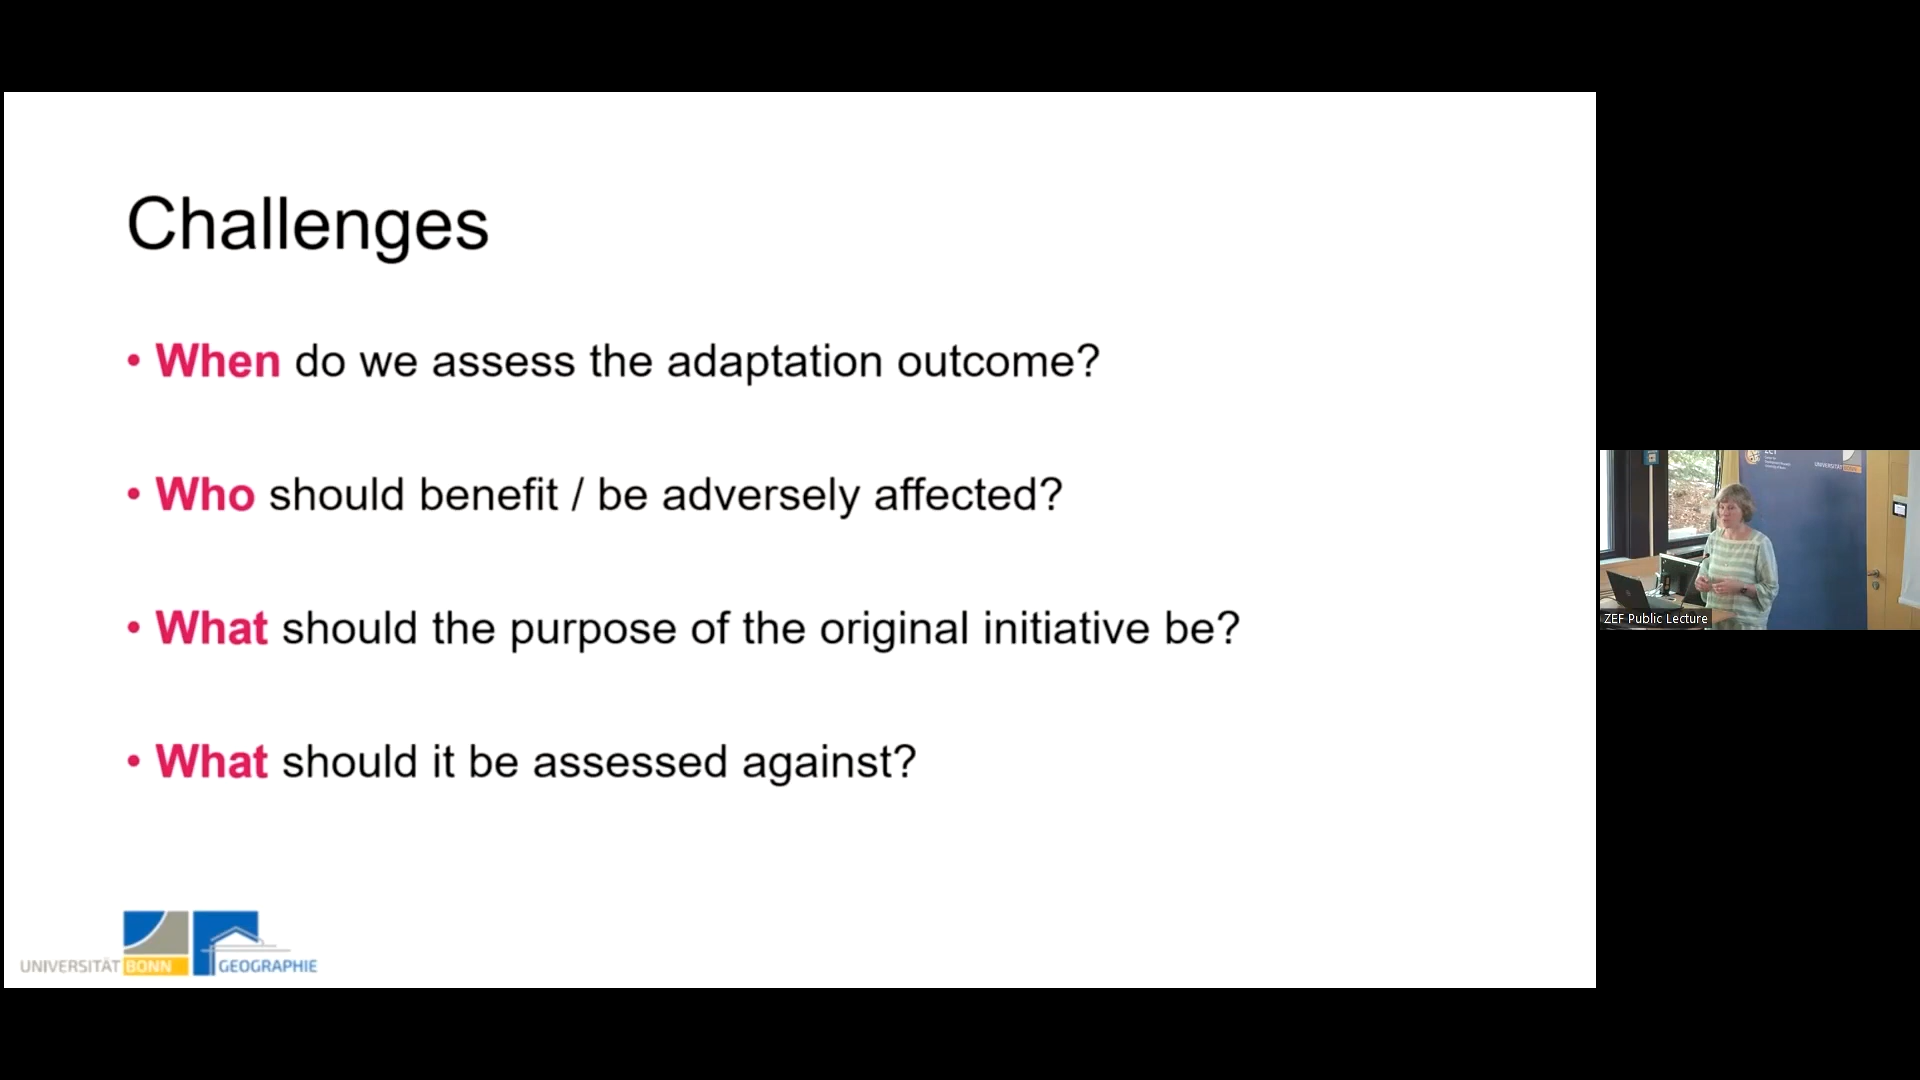 Challenges
• When do we assess the adaptation outcome?
• Who should benefit / be adversely affected?
• What should the purpose of the original initiative be?
• What should it be assessed against?
UNIVERSITÄT BONN
GEOGRAPHIE
UNIVERSITÄT
ZEF Public Lecture